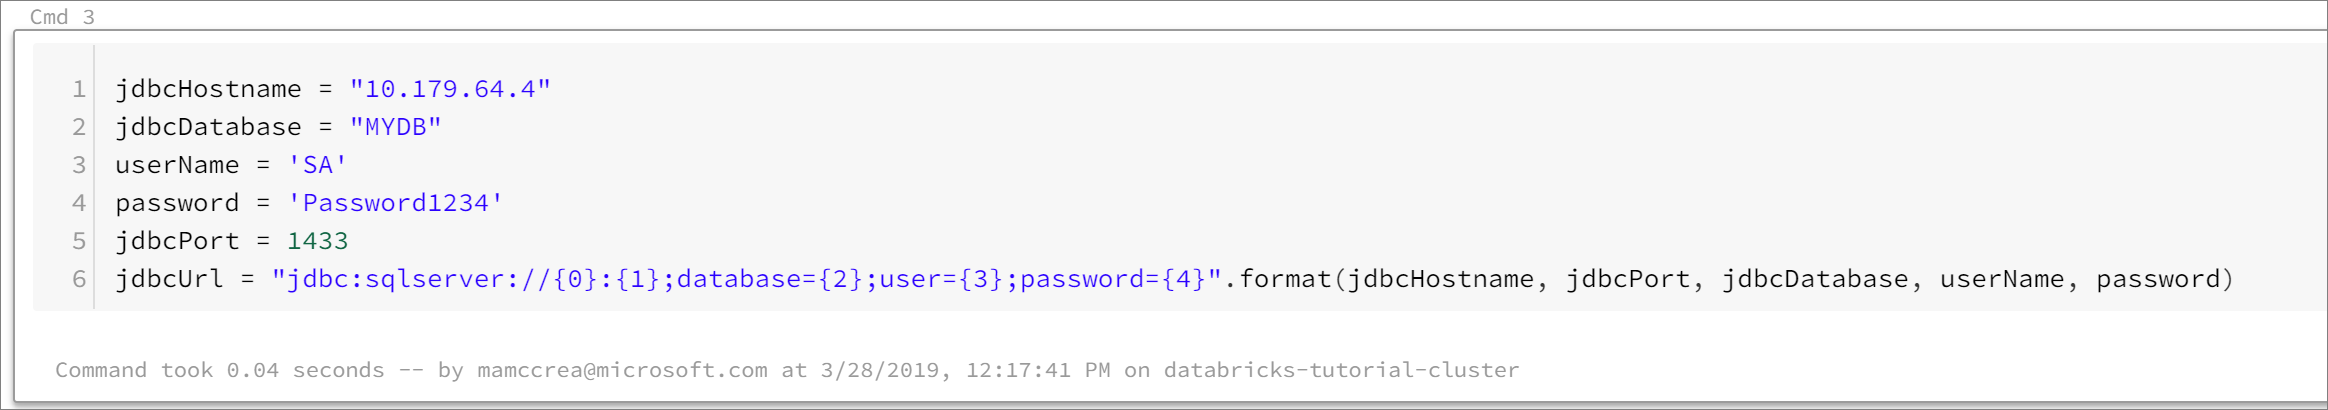 Cmd 3
1 jdbcHostname = "10.179.64.4"
2 jdbcDatabase = "MYDB"
3 userName = 'SA'
4 password = 'Password1234'
5 jdbcPort = 1433
6 jdbcUrl = "jdbc:sqlserver://{0}:{1};database={2};user={3};password={4}".format(jdbcHostname, jdbcPort, jdbcDatabase, userName, password)
Command took 0.04 seconds -- by mamccrea@microsoft.com at 3/28/2019, 12:17:41 PM on databricks-tutorial-cluster